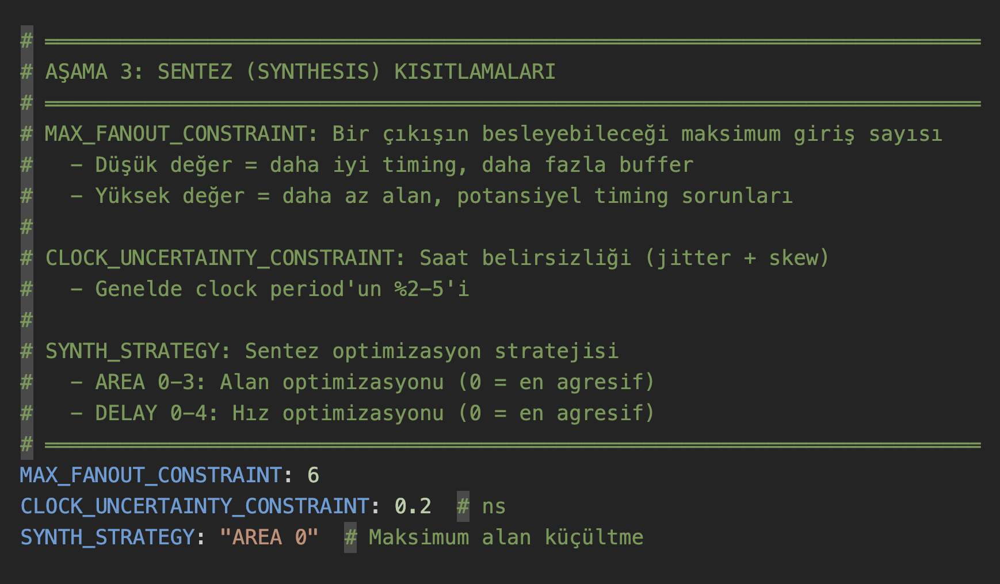 # ═══════════════════════════════════════════════════════════════════════════
# AŞAMA 3: SENTEZ (SYNTHESIS) KISITLAMALARI
# ═══════════════════════════════════════════════════════════════════════════
# MAX_FANOUT_CONSTRAINT: Bir çıkışın besleyebileceği maksimum giriş sayısı
#   - Düşük değer = daha iyi timing, daha fazla buffer
#   - Yüksek değer = daha az alan, potansiyel timing sorunları
#
# CLOCK_UNCERTAINTY_CONSTRAINT: Saat belirsizliği (jitter + skew)
#   - Genelde clock period'un %2-5'i
#
# SYNTH_STRATEGY: Sentez optimizasyon stratejisi
#   - AREA 0-3: Alan optimizasyonu (0 = en agresif)
#   - DELAY 0-4: Hız optimizasyonu (0 = en agresif)
# ═══════════════════════════════════════════════════════════════════════════
MAX_FANOUT_CONSTRAINT: 6
CLOCK_UNCERTAINTY_CONSTRAINT: 0.2  # ns
SYNTH_STRATEGY: "AREA 0"  # Maksimum alan küçültme